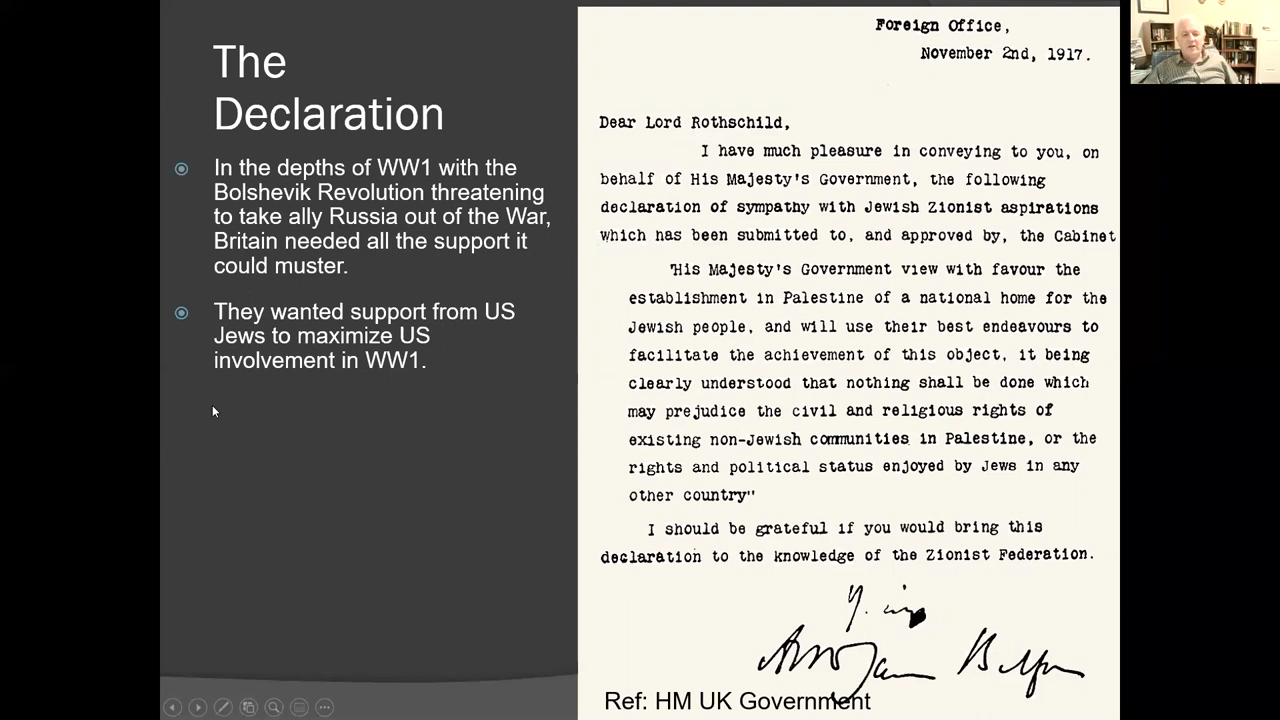 The
Declaration
In the depths of WW1 with the
Bolshevik Revolution threatening
to take ally Russia out of the War,
Britain needed all the support it
could muster.
They wanted support from US
Jews to maximize US
involvement in WW1.
Foreign Office,
November 2nd, 1917.
Dear Lord Rothschild,
I have much pleasure in conveying to you, on
behalf of His Majesty's Government, the following
declaration of sympathy with Jewish Zionist aspirations
which has been submitted to, and approved by, the Cabinet
"His Majesty's Government view with favour the
establishment in Palestine of a national home for the
Jewish people, and will use their best endeavours to
facilitate the achievement of this object, it being
clearly understood that nothing shall be done which
may prejudice the civil and religious rights of
existing non-Jewish communities in Palestine, or the
rights and political status enjoyed by Jews in any
other country"
I should be grateful if you would bring this
declaration to the knowledge of the Zionist Federation.
Ref: HM UK Government